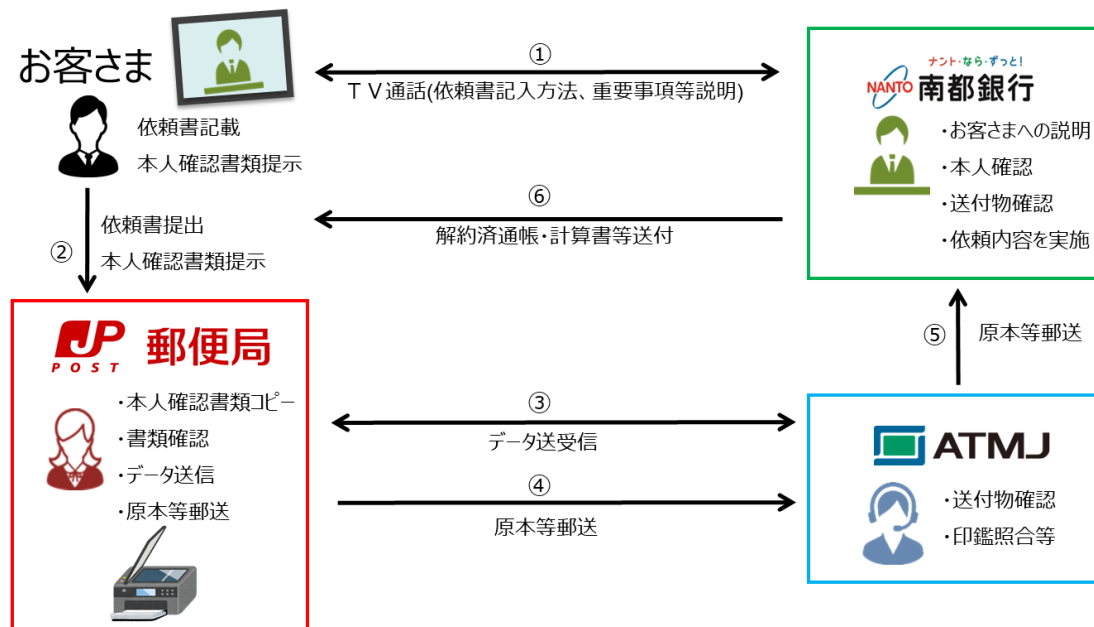 お客さま
依頼書記載
本人確認書類提示
①
TV通話(依頼書記入方法、重要事項等説明)
ナント・なら・ずっと!
NANTO 南都銀行
・お客さまへの説明
・本人確認
・送付物確認
・依頼内容を実施
⑥
解約済通帳・計算書等送付
②
依頼書提出
本人確認書類提示
JP
POST
郵便局
・本人確認書類コピー
・書類確認
・データ送信
・原本等郵送
③
データ送受信
④
原本等郵送
⑤
原本等郵送
ATMJ
・送付物確認
・印鑑照合等